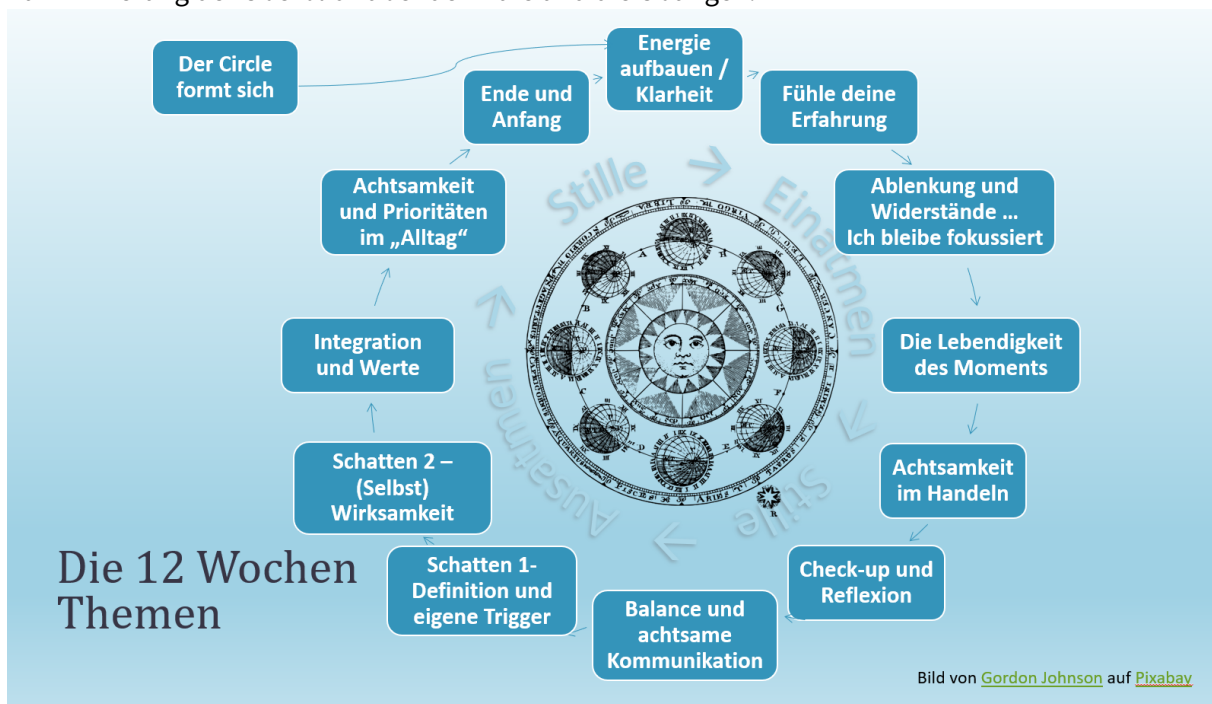 Der Circle
formt sich
Energie
aufbauen /
Klarheit
Fühle deine
Erfahrung
Ablenkung und
Widerstände ...
Ich bleibe fokussiert
Die Lebendigkeit
des Moments
Achtsamkeit
im Handeln
Check-up und
Reflexion
Balance und
achtsame
Kommunikation
Schatten 1-
Definition und
eigene Trigger
Schatten 2 –
(Selbst)
Wirksamkeit
Integration
und Werte
Achtsamkeit
und Prioritäten
im „Alltag“
Ende und
Anfang
Stille
Einatmen
Stille
Ausatmen
Die 12 Wochen
Themen
Bild von Gordon Johnson auf Pixabay